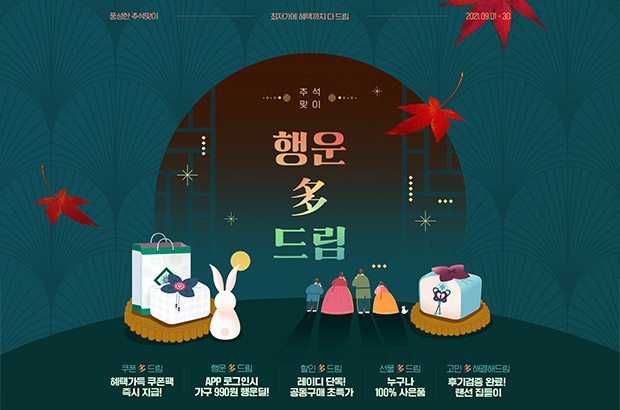 풍성한 추석맞이
최저가에 혜택까지 다 드림
2021.09.01 - 30
추석
맞이
행운
多
드림
쿠폰 多 드림
혜택가득 쿠폰팩
즉시 지급!
행운 多 드림
APP 로그인시
가구 990원 행운딜!
할인 多 드림
레이디 단독!
공동구매 초특가
선물 多 드림
누구나
100% 사은품
고민 多 해결해드림
후기검증 완료!
랜선 집들이